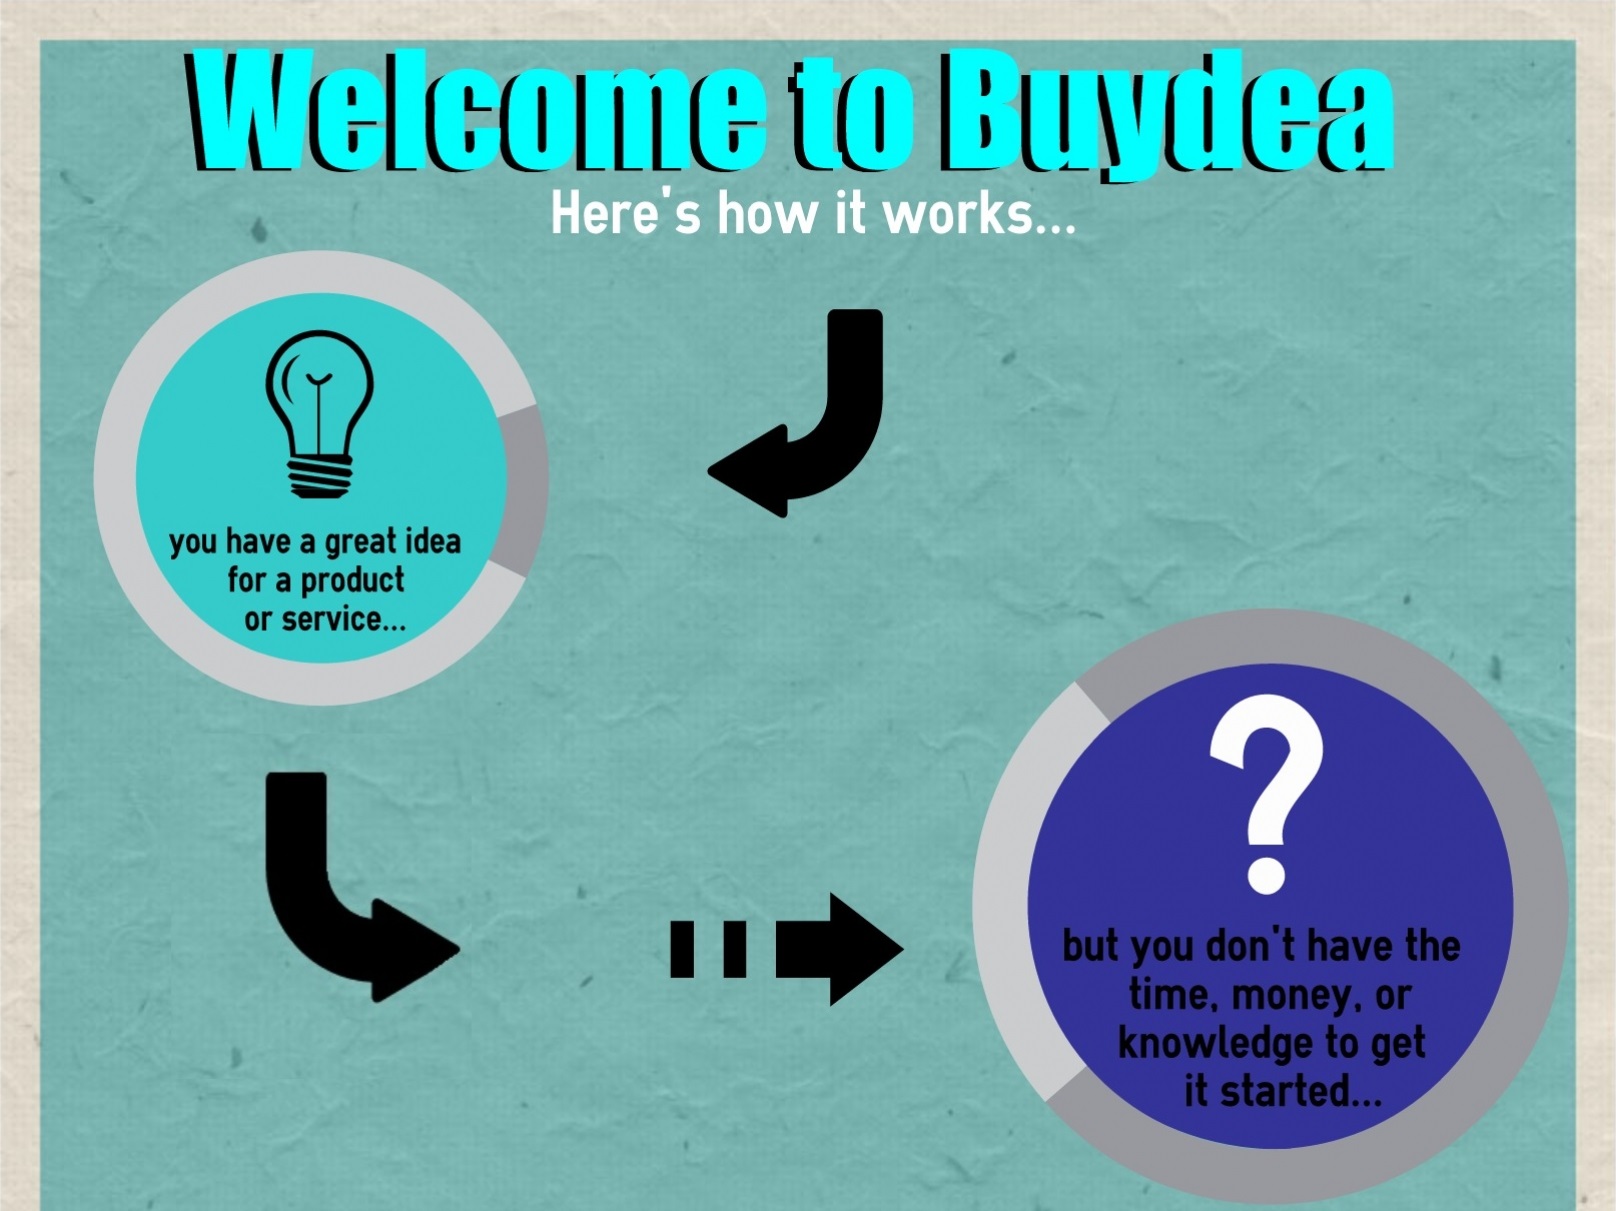 Welcome to Buydea
Here's how it works...
you have a great idea
for a product
or service...
?
but you don't have the
time, money, or
knowledge to get
it started...